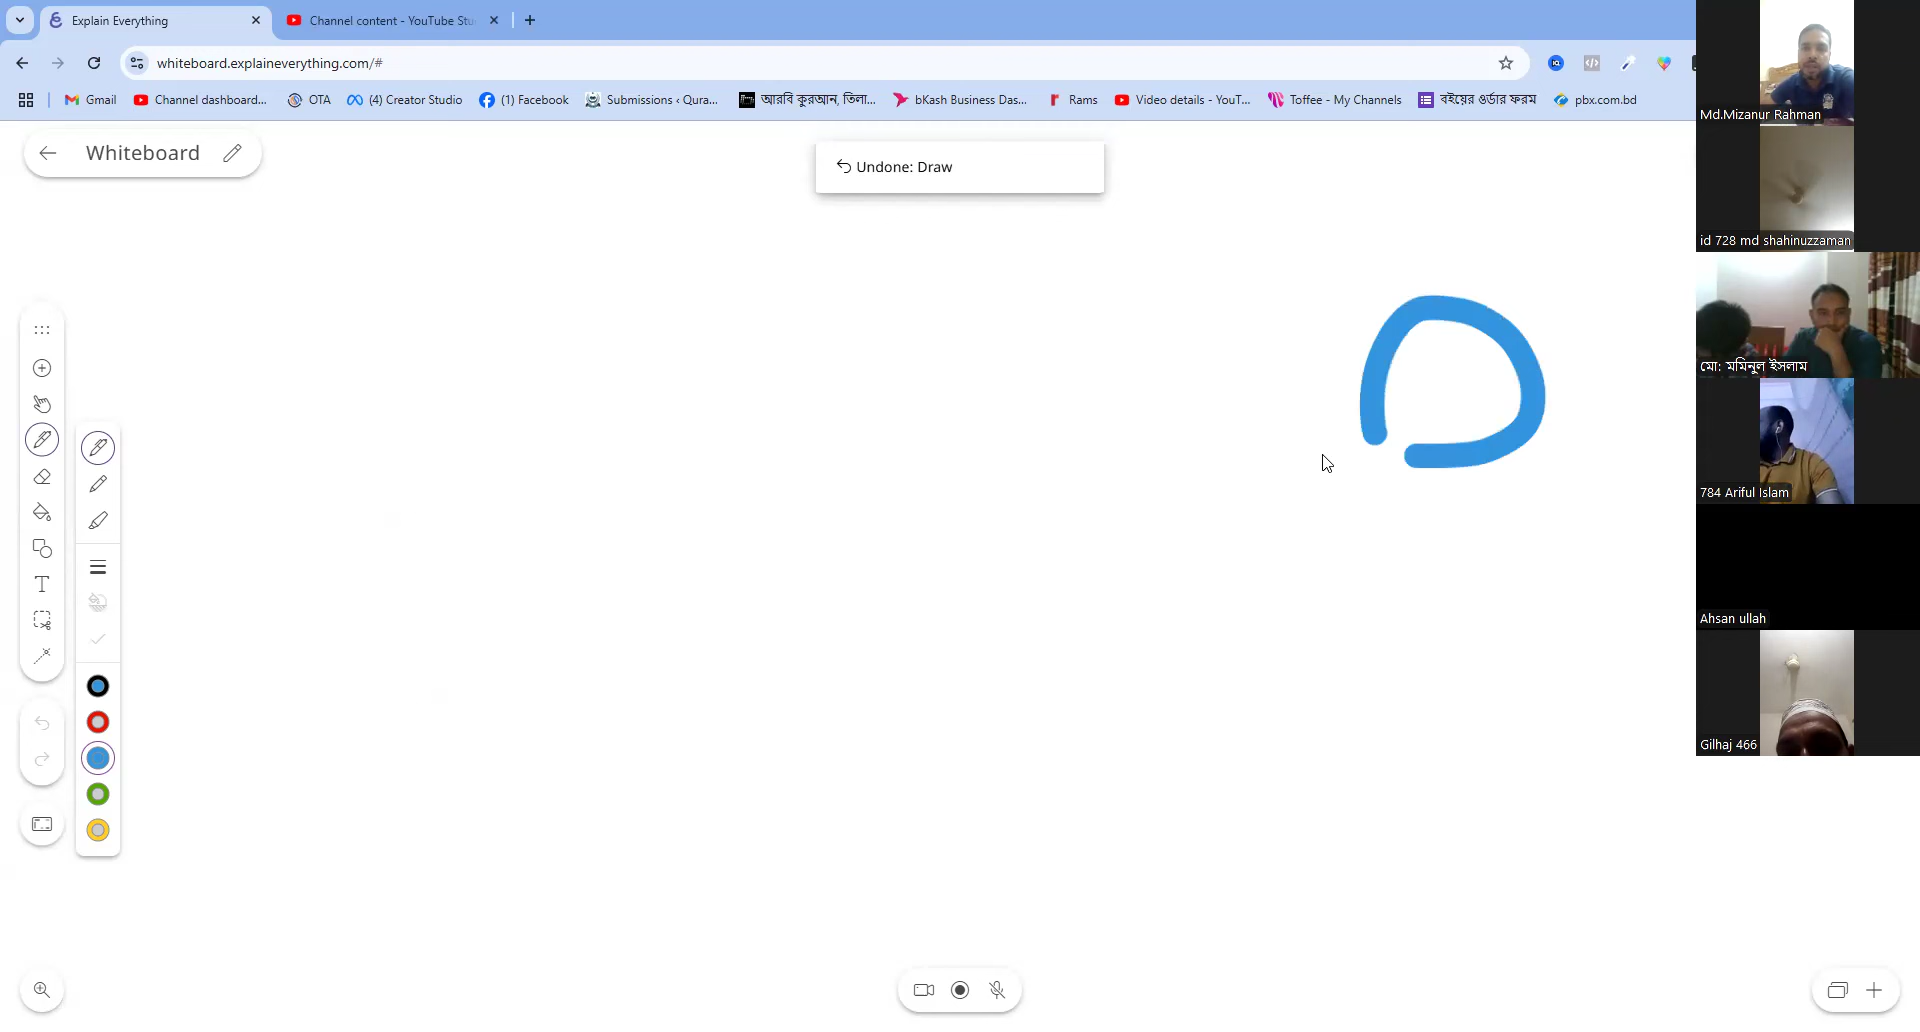 Explain Everything
Channel content - YouTube Stu
whiteboard.explaineverything.com/#
Gmail
Channel dashboard...
OTA
(4) Creator Studio
(1) Facebook
Submissions ‹ Qura...
আরবি কুরআন, তিলা...
bKash Business Das...
Rams
Video details - YouT...
Toffee - My Channels
বইয়ের ওর্ডার ফরম
pbx.com.bd
Whiteboard
Undone: Draw
T
Md.Mizanur Rahman
id 728 md shahinuzzaman
মো: মমিনুল ইসলাম
784 Ariful Islam
Ahsan ullah
Gilhaj 466